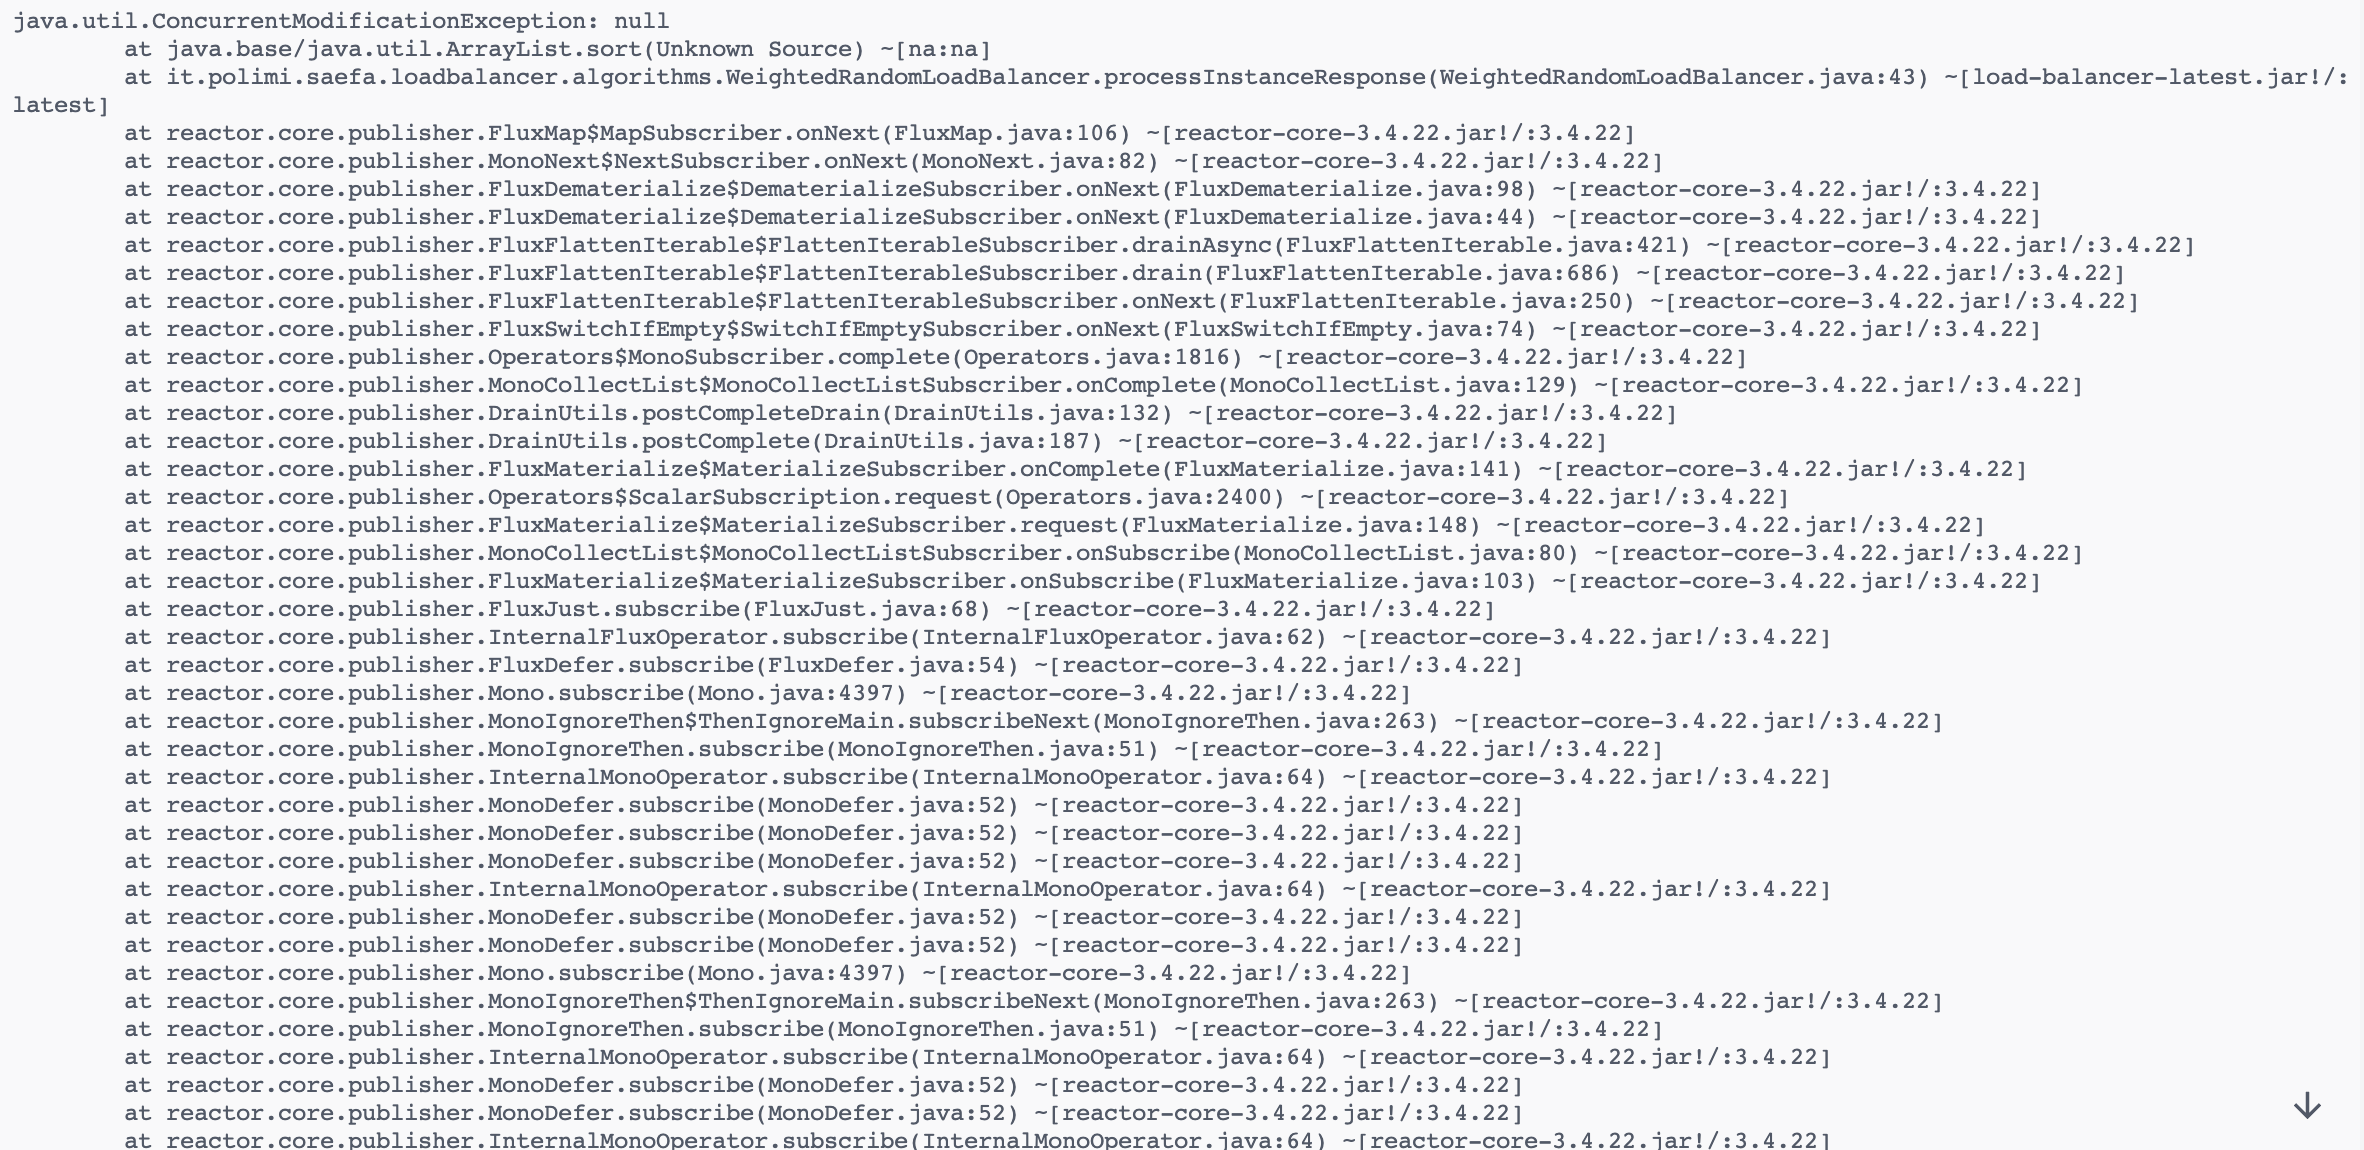 java.util.ConcurrentModificationException: null
at java.base/java.util.ArrayList.sort(Unknown Source) ~[na:na]
at it.polimi.saefa.loadbalancer.algorithms.WeightedRandomLoadBalancer.processInstanceResponse(WeightedRandomLoadBalancer.java:43) ~[load-balancer-latest.jar!/:
latest]
at reactor.core.publisher.FluxMap$MapSubscriber.onNext(FluxMap.java:106) ~[reactor-core-3.4.22.jar!/:3.4.22]
at reactor.core.publisher.MonoNext$NextSubscriber.onNext(MonoNext.java:82) ~[reactor-core-3.4.22.jar!/:3.4.22]
at reactor.core.publisher.FluxDematerialize$DematerializeSubscriber.onNext(FluxDematerialize.java:98) ~[reactor-core-3.4.22.jar!/:3.4.22]
at reactor.core.publisher.FluxDematerialize$DematerializeSubscriber.onNext(FluxDematerialize.java:44) ~[reactor-core-3.4.22.jar!/:3.4.22]
at reactor.core.publisher.FluxFlattenIterable$FlattenIterableSubscriber.drainAsync(FluxFlattenIterable.java:421) ~[reactor-core-3.4.22.jar!/:3.4.22]
at reactor.core.publisher.FluxFlattenIterable$FlattenIterableSubscriber.drain(FluxFlattenIterable.java:686) ~[reactor-core-3.4.22.jar!/:3.4.22]
at reactor.core.publisher.FluxFlattenIterable$FlattenIterableSubscriber.onNext(FluxFlattenIterable.java:250) ~[reactor-core-3.4.22.jar!/:3.4.22]
at reactor.core.publisher.FluxSwitchIfEmpty$SwitchIfEmptySubscriber.onNext(FluxSwitchIfEmpty.java:74) ~[reactor-core-3.4.22.jar!/:3.4.22]
at reactor.core.publisher.Operators$MonoSubscriber.complete(Operators.java:1816) ~[reactor-core-3.4.22.jar!/:3.4.22]
at reactor.core.publisher.MonoCollectList$MonoCollectListSubscriber.onComplete(MonoCollectList.java:129) ~[reactor-core-3.4.22.jar!/:3.4.22]
at reactor.core.publisher.DrainUtils.postCompleteDrain(DrainUtils.java:132) ~[reactor-core-3.4.22.jar!/:3.4.22]
at reactor.core.publisher.DrainUtils.postComplete(DrainUtils.java:187) ~[reactor-core-3.4.22.jar!/:3.4.22]
at reactor.core.publisher.FluxMaterialize$MaterializeSubscriber.onComplete(FluxMaterialize.java:141) ~[reactor-core-3.4.22.jar!/:3.4.22]
at reactor.core.publisher.Operators$ScalarSubscription.request(Operators.java:2400) ~[reactor-core-3.4.22.jar!/:3.4.22]
at reactor.core.publisher.FluxMaterialize$MaterializeSubscriber.request(FluxMaterialize.java:148) ~[reactor-core-3.4.22.jar!/:3.4.22]
at reactor.core.publisher.MonoCollectList$MonoCollectListSubscriber.onSubscribe(MonoCollectList.java:80) ~[reactor-core-3.4.22.jar!/:3.4.22]
at reactor.core.publisher.FluxMaterialize$MaterializeSubscriber.onSubscribe(FluxMaterialize.java:103) ~[reactor-core-3.4.22.jar!/:3.4.22]
at reactor.core.publisher.FluxJust.subscribe(FluxJust.java:68) ~[reactor-core-3.4.22.jar!/:3.4.22]
at reactor.core.publisher.InternalFluxOperator.subscribe(InternalFluxOperator.java:62) ~[reactor-core-3.4.22.jar!/:3.4.22]
at reactor.core.publisher.FluxDefer.subscribe(FluxDefer.java:54) ~[reactor-core-3.4.22.jar!/:3.4.22]
at reactor.core.publisher.Mono.subscribe(Mono.java:4397) ~[reactor-core-3.4.22.jar!/:3.4.22]
at reactor.core.publisher.MonoIgnoreThen$ThenIgnoreMain.subscribeNext(MonoIgnoreThen.java:263) ~[reactor-core-3.4.22.jar!/:3.4.22]
at reactor.core.publisher.MonoIgnoreThen.subscribe(MonoIgnoreThen.java:51) ~[reactor-core-3.4.22.jar!/:3.4.22]
at reactor.core.publisher.InternalMonoOperator.subscribe(InternalMonoOperator.java:64) ~[reactor-core-3.4.22.jar!/:3.4.22]
at reactor.core.publisher.MonoDefer.subscribe(MonoDefer.java:52) ~[reactor-core-3.4.22.jar!/:3.4.22]
at reactor.core.publisher.MonoDefer.subscribe(MonoDefer.java:52) ~[reactor-core-3.4.22.jar!/:3.4.22]
at reactor.core.publisher.MonoDefer.subscribe(MonoDefer.java:52) ~[reactor-core-3.4.22.jar!/:3.4.22]
at reactor.core.publisher.InternalMonoOperator.subscribe(InternalMonoOperator.java:64) ~[reactor-core-3.4.22.jar!/:3.4.22]
at reactor.core.publisher.MonoDefer.subscribe(MonoDefer.java:52) ~[reactor-core-3.4.22.jar!/:3.4.22]
at reactor.core.publisher.MonoDefer.subscribe(MonoDefer.java:52) ~[reactor-core-3.4.22.jar!/:3.4.22]
at reactor.core.publisher.Mono.subscribe(Mono.java:4397) ~[reactor-core-3.4.22.jar!/:3.4.22]
at reactor.core.publisher.MonoIgnoreThen$ThenIgnoreMain.subscribeNext(MonoIgnoreThen.java:263) ~[reactor-core-3.4.22.jar!/:3.4.22]
at reactor.core.publisher.MonoIgnoreThen.subscribe(MonoIgnoreThen.java:51) ~[reactor-core-3.4.22.jar!/:3.4.22]
at reactor.core.publisher.InternalMonoOperator.subscribe(InternalMonoOperator.java:64) ~[reactor-core-3.4.22.jar!/:3.4.22]
at reactor.core.publisher.MonoDefer.subscribe(MonoDefer.java:52) ~[reactor-core-3.4.22.jar!/:3.4.22]
at reactor.core.publisher.MonoDefer.subscribe(MonoDefer.java:52) ~[reactor-core-3.4.22.jar!/:3.4.22]
at reactor.core.publisher.InternalMonoOperator.subscribe(InternalMonoOperator.java:64) ~[reactor-core-3.4.22.jar!/:3.4.22]